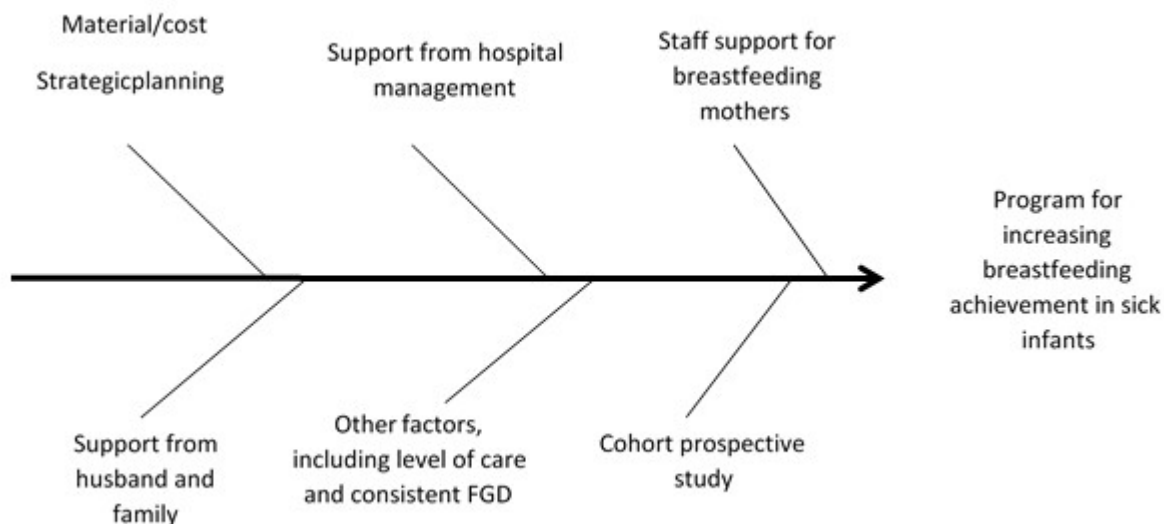 Material/cost
Strategicplanning
Support from hospital
management
Staff support for
breastfeeding
mothers
Program for
increasing
breastfeeding
achievement in sick
infants
Support from
husband and
family
Other factors,
including level of care
and consistent FGD
Cohort prospective
study